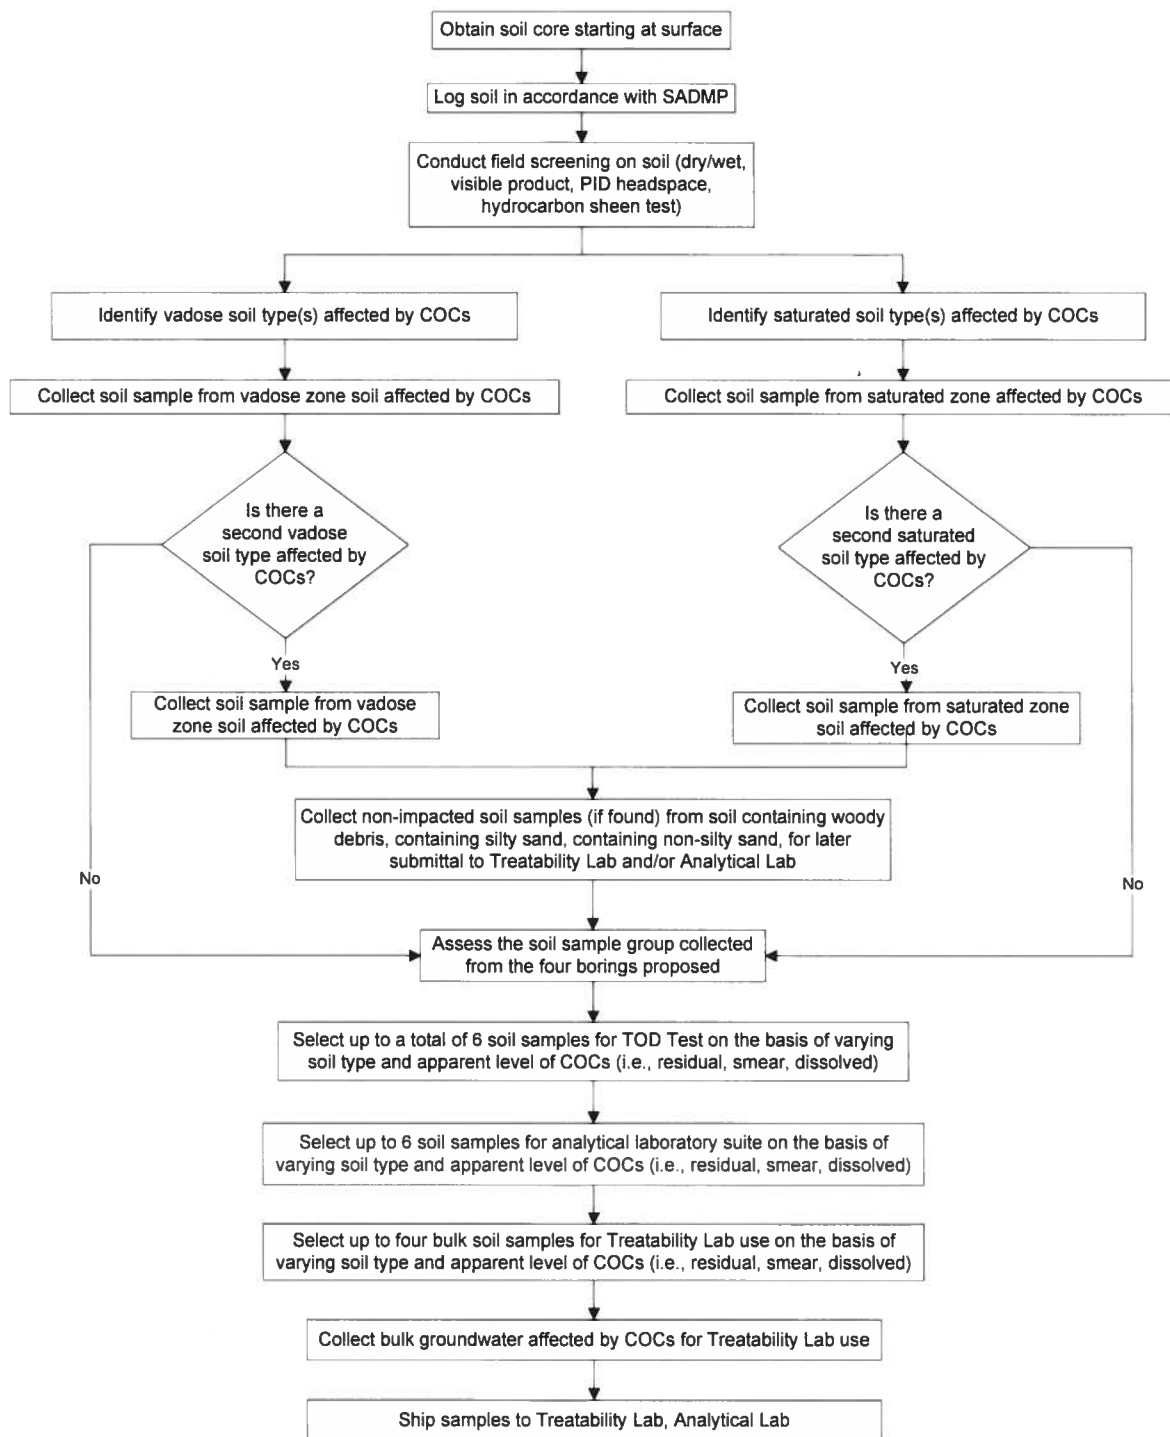 Obtain soil core starting at surface
Log soil in accordance with SADMP
Conduct field screening on soil (dry/wet,
visible product, PID headspace,
hydrocarbon sheen test)
Identify vadose soil type(s) affected by COCs
Identify saturated soil type(s) affected by COCs
Collect soil sample from vadose zone soil affected by COCs
Collect soil sample from saturated zone affected by COCs
Is there a
second vadose
soil type affected by
COCs?
Is there a
second saturated
soil type affected by
COCs?
Yes
Yes
Collect soil sample from vadose
zone soil affected by COCs
Collect soil sample from saturated zone
soil affected by COCs
Collect non-impacted soil samples (if found) from soil containing woody
debris, containing silty sand, containing non-silty sand, for later
submittal to Treatability Lab and/or Analytical Lab
No
No
Assess the soil sample group collected
from the four borings proposed
Select up to a total of 6 soil samples for TOD Test on the basis of varying
soil type and apparent level of COCs (i.e., residual, smear, dissolved)
Select up to 6 soil samples for analytical laboratory suite on the basis of
varying soil type and apparent level of COCs (i.e., residual, smear, dissolved)
Select up to four bulk soil samples for Treatability Lab use on the basis of
varying soil type and apparent level of COCs (i.e., residual, smear, dissolved)
Collect bulk groundwater affected by COCs for Treatability Lab use
Ship samples to Treatability Lab, Analytical Lab